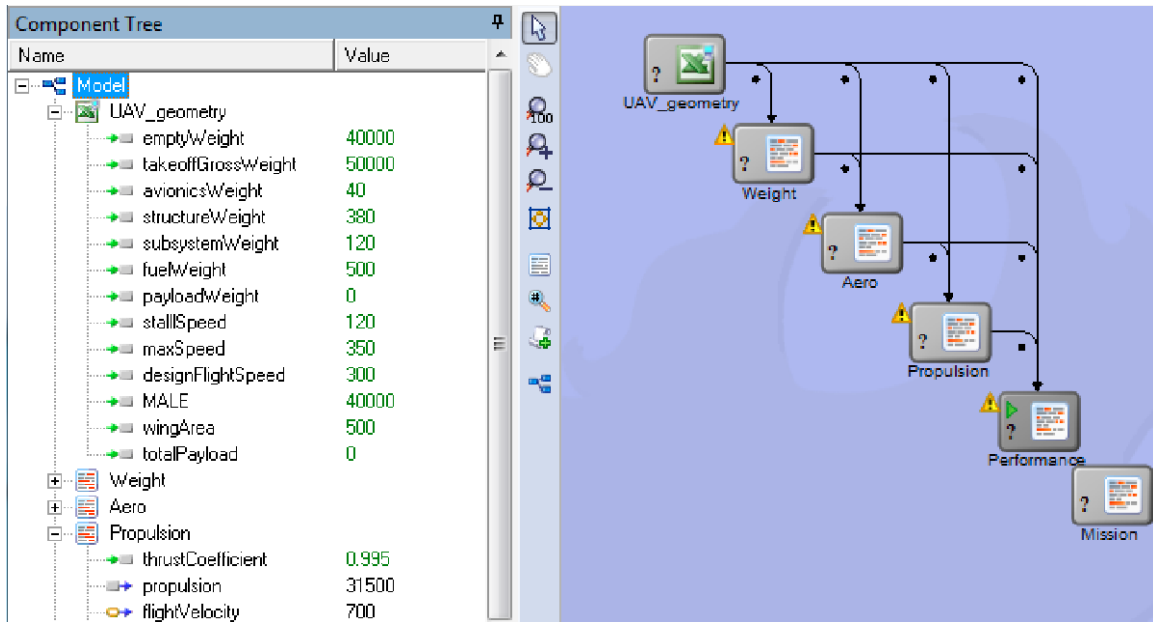 Component Tree
Name Value
Model
UAV_geometry
emptyWeight 40000
takeoffGrossWeight 50000
avionicsWeight 40
structureWeight 380
subsystemWeight 120
fuelWeight 500
payloadWeight 0
stallSpeed 120
maxSpeed 350
designFlightSpeed 300
MALE 40000
wingArea 500
totalPayload 0
Weight
Aero
Propulsion
thrustCoefficient 0.995
propulsion 31500
flightVelocity 700
100
#
?
UAV_geometry
?
Weight
?
Aero
?
Propulsion
?
Performance
?
Mission